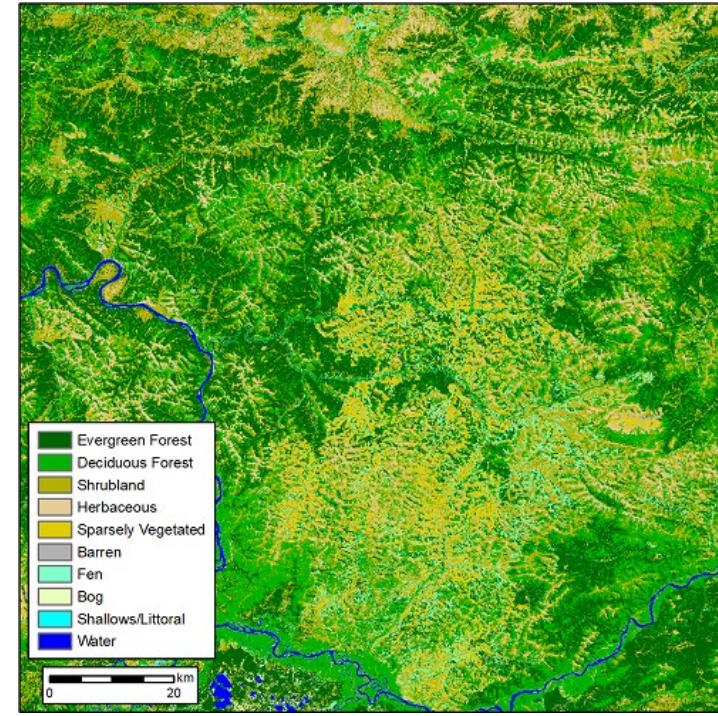 Evergreen Forest
Deciduous Forest
Shrubland
Herbaceous
Sparsely Vegetated
Barren
Fen
Bog
Shallows/Littoral
Water
km
0 20